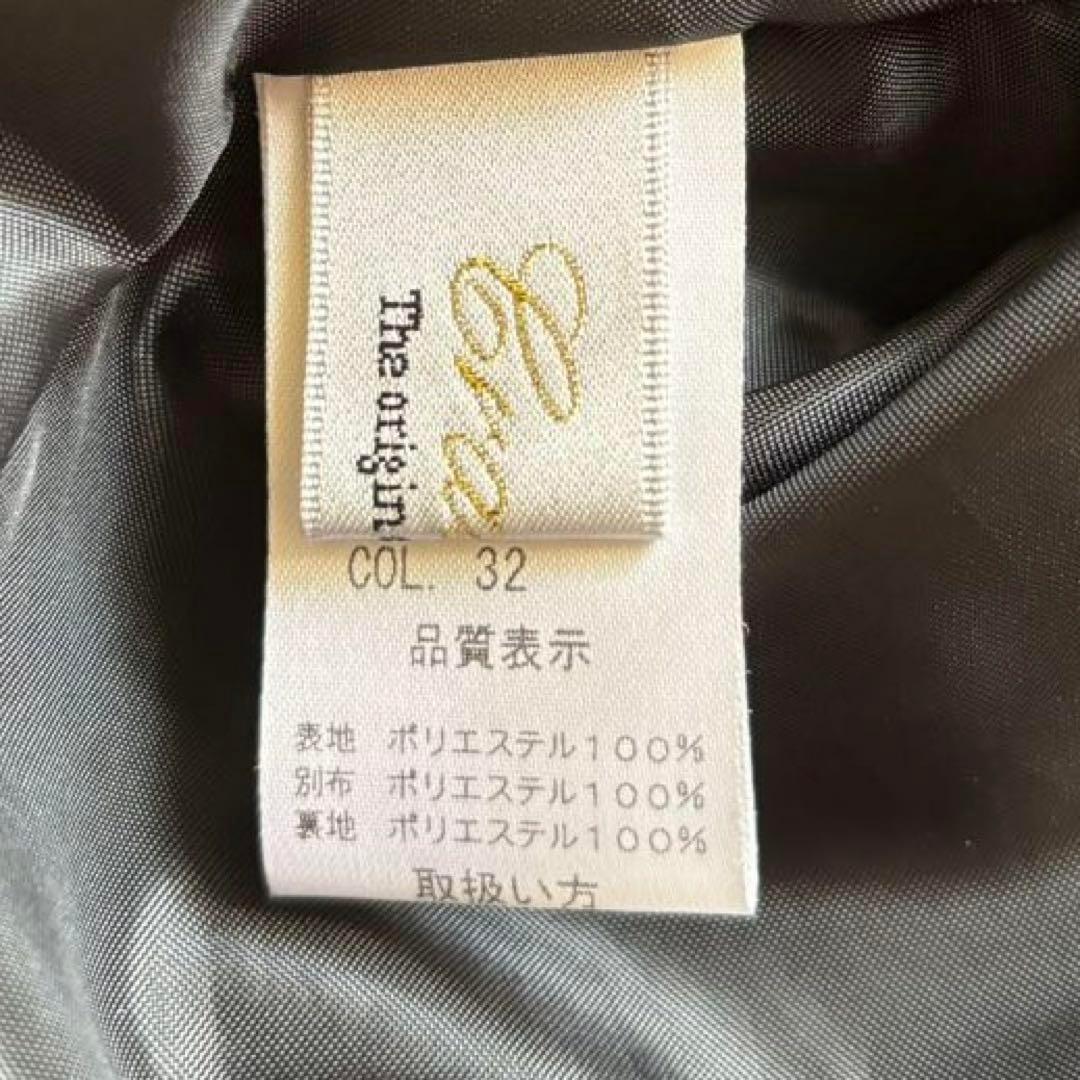 The origin
COL. 32
品質表示
表地 ポリエステル100%
別布 ポリエステル100%
裏地 ポリエステル100%
取扱い方